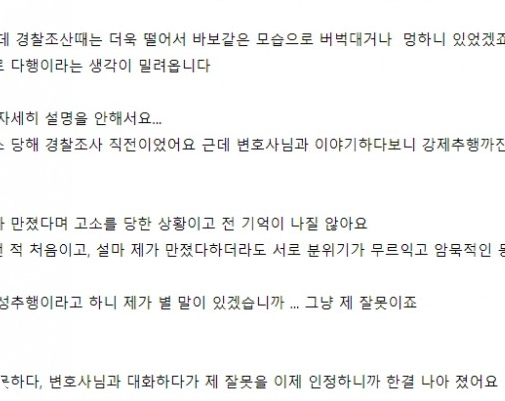 데 경찰조산때는 더욱 떨어서 바보같은 모습으로 버벅대거나 멍하니 있었겠죠
로 다행이라는 생각이 밀려옵니다
자세히 설명을 안해서요...
소 당해 경찰조사 직전이었어요 근데 변호사님과 이야기하다보니 강제추행까진
가 만졌다며 고소를 당한 상황이고 전 기억이 나질 않아요
런 적 처음이고, 설마 제가 만졌다하더라도 서로 분위기가 무르익고 암묵적인
성추행이라고 하니 제가 별 말이 있겠습니까 ... 그냥 제 잘못이죠
못하다, 변호사님과 대화하다가 제 잘못을 이제 인정하니까 한결 나아 졌어요